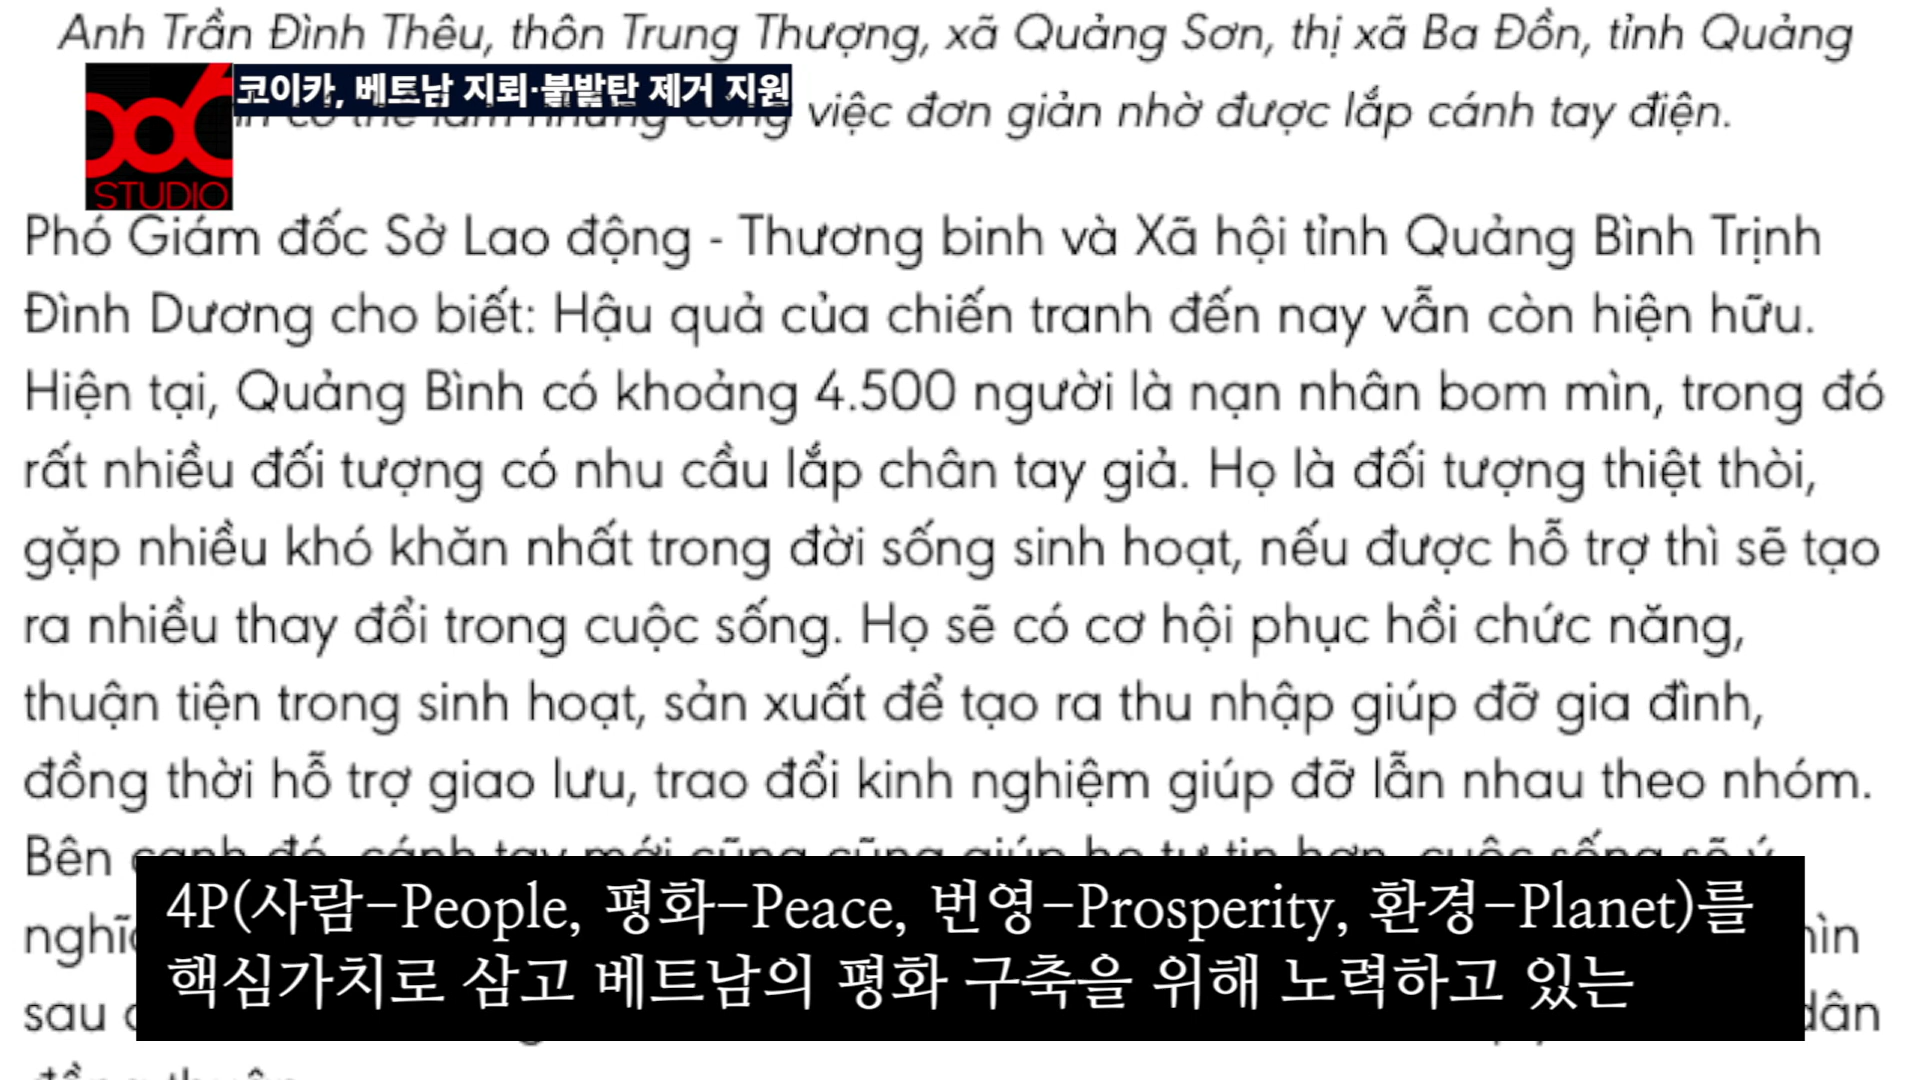 Anh Trần Đình Thêu, thôn Trung Thượng, xã Quảng Sơn, thị xã Ba Đồn, tỉnh Quảng
코이카, 베트남 지뢰·불발탄 제거 지원
việc đơn giản nhờ được lắp cánh tay điện.
STUDIO
Phó Giám đốc Sở Lao động - Thương binh và Xã hội tỉnh Quảng Bình Trịnh
Đình Dương cho biết: Hậu quả của chiến tranh đến nay vẫn còn hiện hữu.
Hiện tại, Quảng Bình có khoảng 4.500 người là nạn nhân bom mìn, trong đó
rất nhiều đối tượng có nhu cầu lắp chân tay giả. Họ là đối tượng thiệt thòi,
gặp nhiều khó khăn nhất trong đời sống sinh hoạt, nếu được hỗ trợ thì sẽ tạo
ra nhiều thay đổi trong cuộc sống. Họ sẽ có cơ hội phục hồi chức năng,
thuận tiện trong sinh hoạt, sản xuất để tạo ra thu nhập giúp đỡ gia đình,
đồng thời hỗ trợ giao lưu, trao đổi kinh nghiệm giúp đỡ lẫn nhau theo nhóm.
Bên
4P(사람-People, 평화-Peace, 번영-Prosperity, 환경-Planet)를
핵심가치로 삼고 베트남의 평화 구축을 위해 노력하고 있는
sau
dân